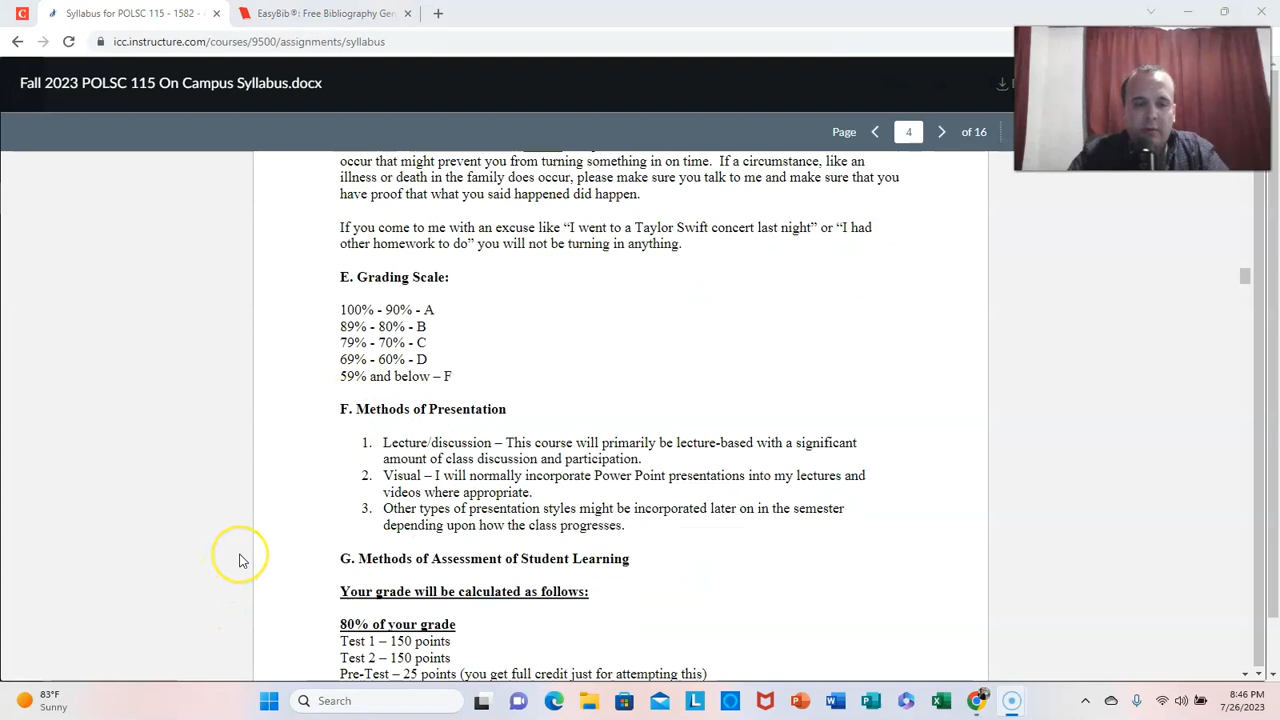 Syllabus for POLSC 115 - 1582 -
EasyBib®: Free Bibliography Gen
icc.instructure.com/courses/9500/assignments/syllabus
Fall 2023 POLSC 115 On Campus Syllabus.docx
Page 4 of 16
occur that might prevent you from turning something in on time. If a circumstance, like an
illness or death in the family does occur, please make sure you talk to me and make sure that you
have proof that what you said happened did happen.
If you come to me with an excuse like “I went to a Taylor Swift concert last night” or “I had
other homework to do” you will not be turning in anything.
E. Grading Scale:
100% - 90% - A
89% - 80% - B
79% - 70% - C
69% - 60% - D
59% and below – F
F. Methods of Presentation
1. Lecture/discussion – This course will primarily be lecture-based with a significant
amount of class discussion and participation.
2. Visual – I will normally incorporate Power Point presentations into my lectures and
videos where appropriate.
3. Other types of presentation styles might be incorporated later on in the semester
depending upon how the class progresses.
G. Methods of Assessment of Student Learning
Your grade will be calculated as follows:
80% of your grade
Test 1 – 150 points
Test 2 – 150 points
Pre-Test – 25 points (you get full credit just for attempting this)
83°F
Sunny
Search
8:46 PM
7/26/2023